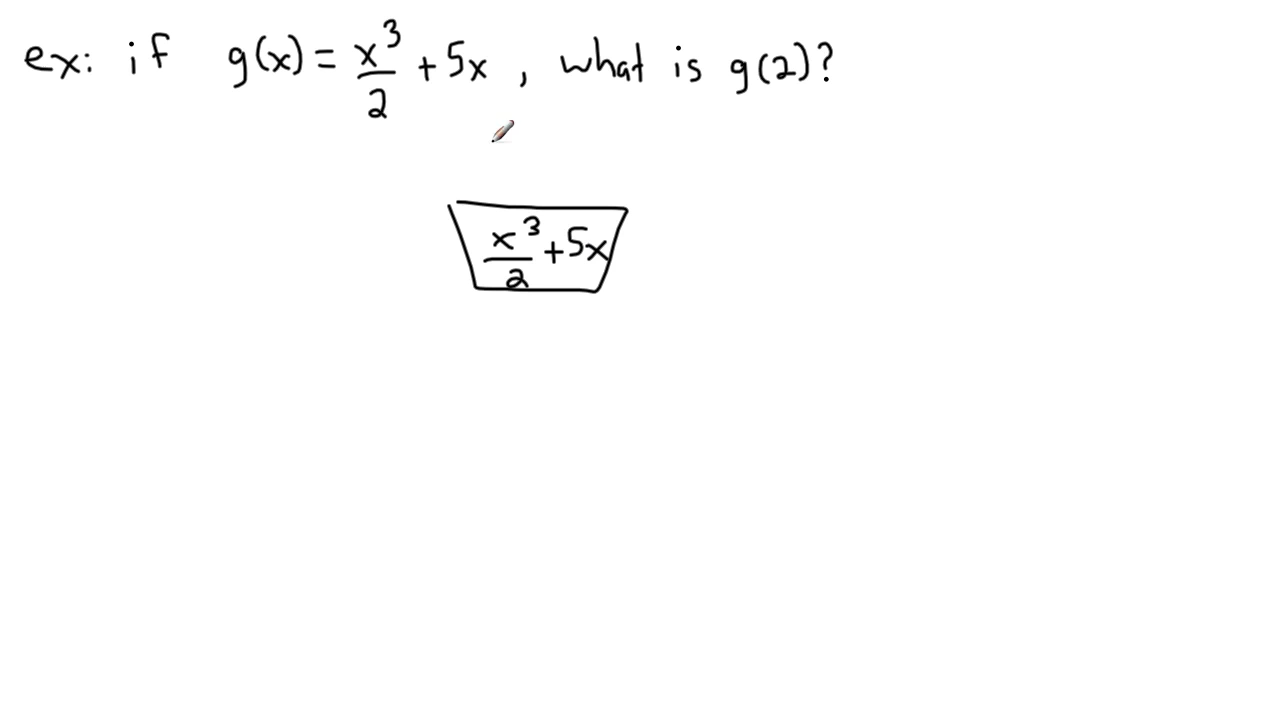 ex: if g(x) = x³/2 + 5x , what is g(2)?
x³/2 + 5x